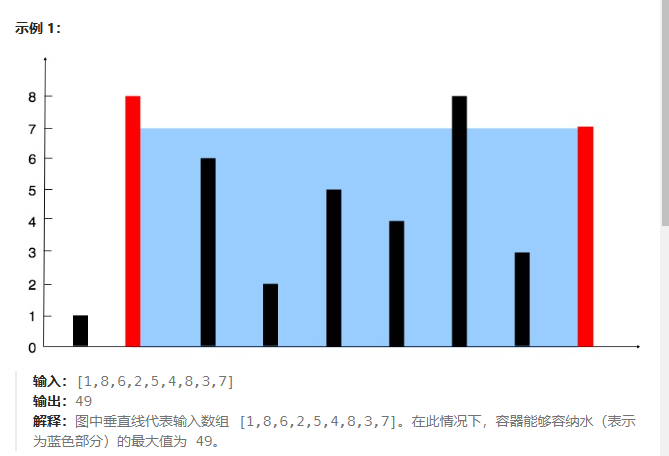 示例 1：
8
7
6
5
4
3
2
1
0
输入：[1,8,6,2,5,4,8,3,7]
输出：49
解释：图中垂直线代表输入数组 [1,8,6,2,5,4,8,3,7]。在此情况下，容器能够容纳水（表示
为蓝色部分）的最大值为 49。